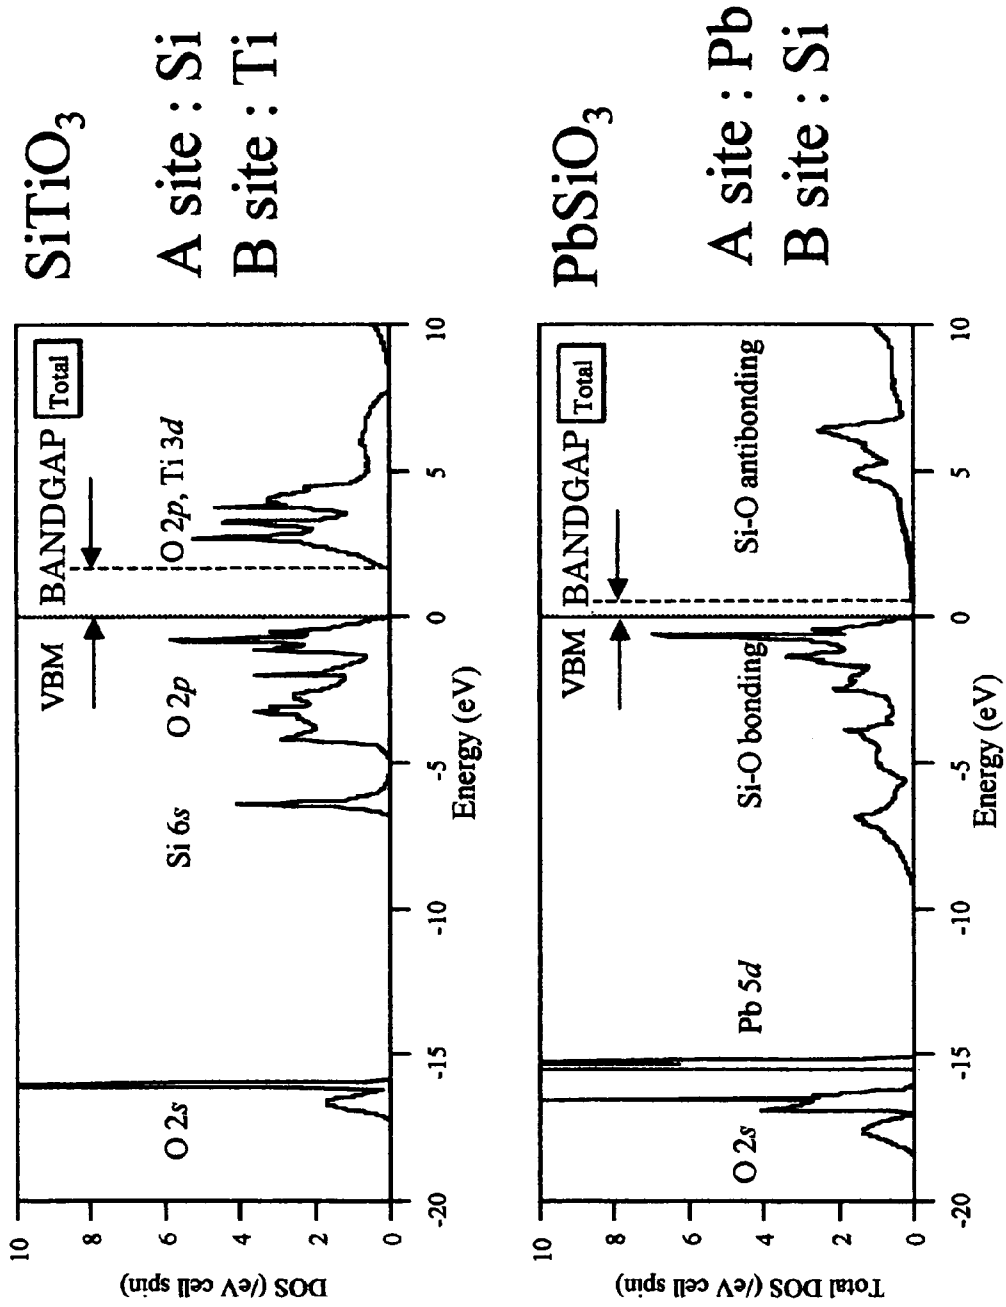 SiTiO3
A site : Si
B site : Ti
DOS (/eV cell spin)
10
8
6
4
2
0
VBM
BANDGAP
Total
O 2s
Si 6s
O 2p
O 2p, Ti 3d
-20
-15
-10
-5
0
5
10
Energy (eV)
PbSiO3
A site : Pb
B site : Si
Total DOS (/eV cell spin)
10
8
6
4
2
0
VBM
BANDGAP
Total
O 2s
Pb 5d
Si-O bonding
Si-O antibonding
-20
-15
-10
-5
0
5
10
Energy (eV)